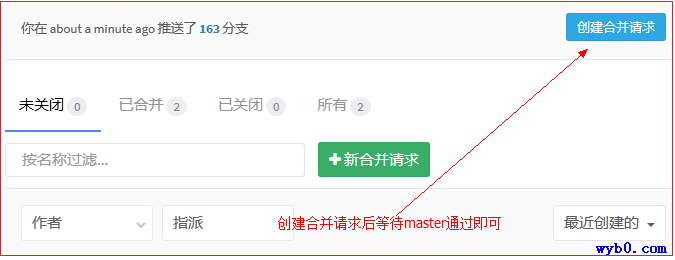 你在 about a minute ago 推送了 163 分支
创建合并请求
未关闭 0 已合并 2 已关闭 0 所有 2
按名称过滤...
新合并请求
作者 指派 最近创建的
创建合并请求后等待master通过即可
wyb0.com